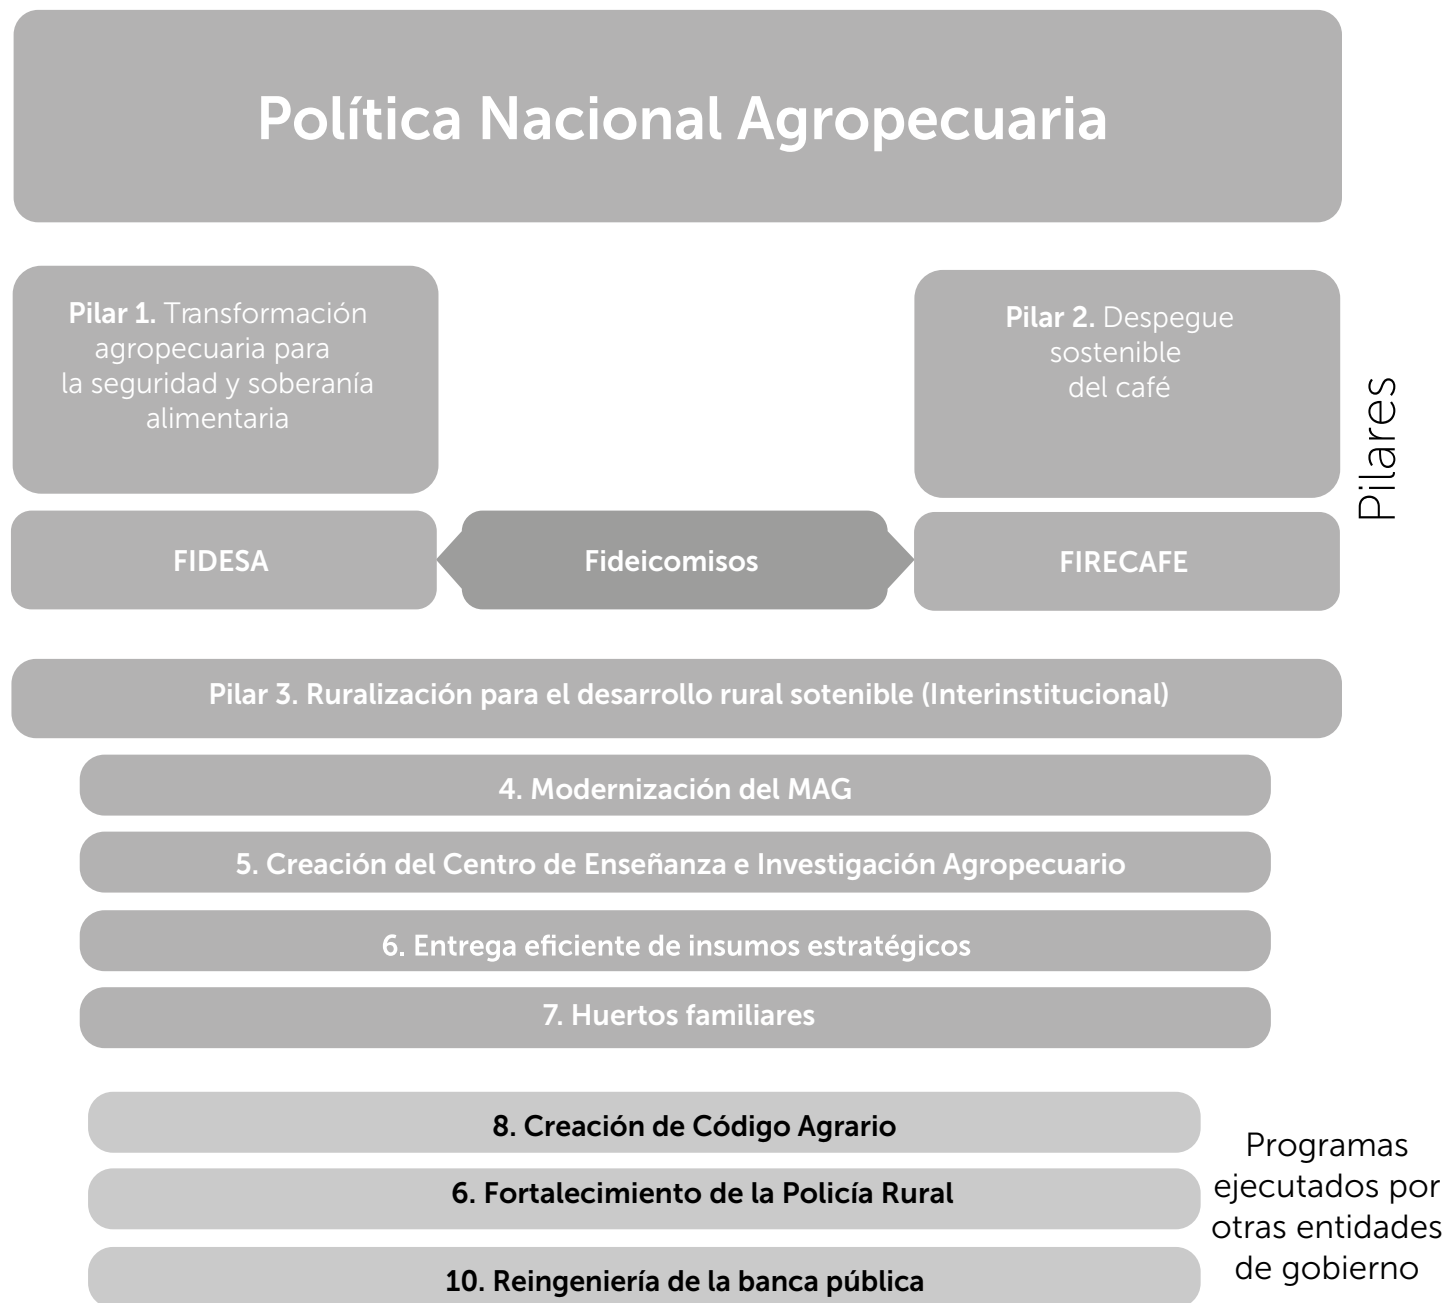 Política Nacional Agropecuaria
Pilar 1. Transformación
agropecuaria para
la seguridad y soberanía
alimentaria
Pilar 2. Despegue
sostenible
del café
Pilares
FIDESA
Fideicomisos
FIRECAFE
Pilar 3. Ruralización para el desarrollo rural sotenible (Interinstitucional)
4. Modernización del MAG
5. Creación del Centro de Enseñanza e Investigación Agropecuario
6. Entrega eficiente de insumos estratégicos
7. Huertos familiares
8. Creación de Código Agrario
6. Fortalecimiento de la Policía Rural
10. Reingeniería de la banca pública
Programas
ejecutados por
otras entidades
de gobierno